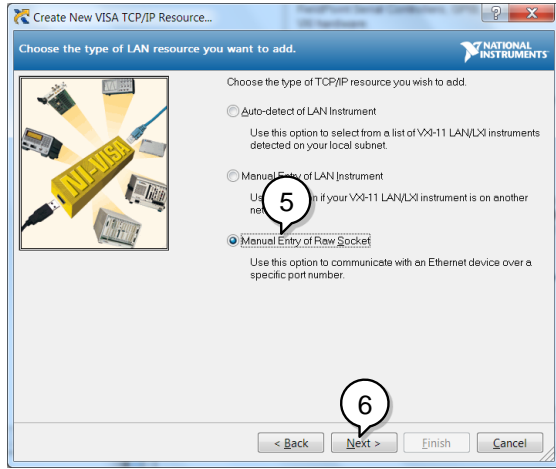 Create New VISA TCP/IP Resource...
Choose the type of LAN resource you want to add.
NATIONAL
INSTRUMENTS
NI-VISA
Choose the type of TCP/IP resource you wish to add.
Auto-detect of LAN Instrument
Use this option to select from a list of VXI-11 LAN/LXI instruments
detected on your local subnet.
Manual Entry of LAN Instrument
if your VXI-11 LAN/LXI instrument is on another
5
Manual Entry of Raw Socket
Use this option to communicate with an Ethernet device over a
specific port number.
6
< Back
Next >
Finish
Cancel